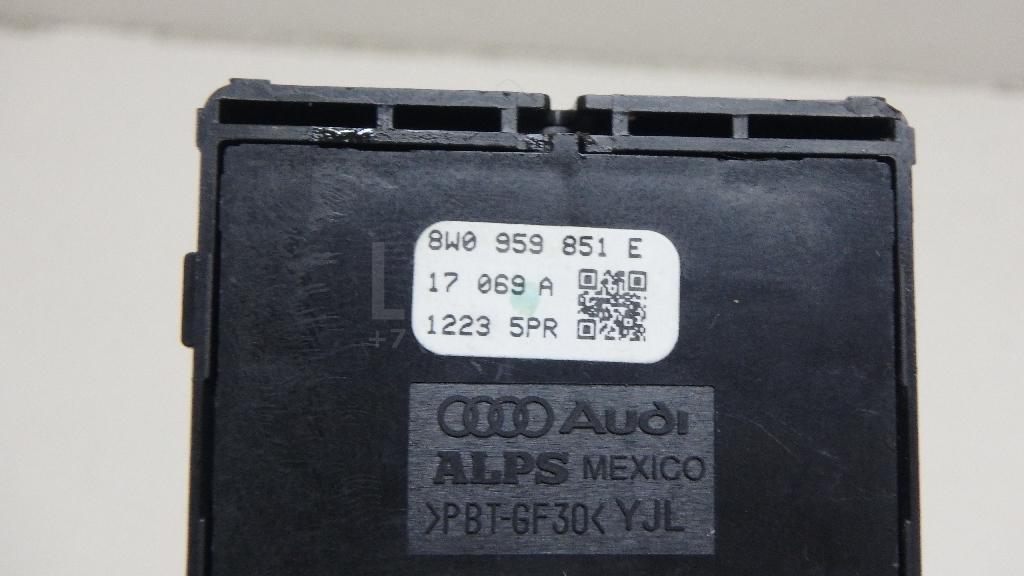 8W0 959 851 E
17 069 A
1223 5PR
Audi
ALPS MEXICO
>PBT-GF30< YJL